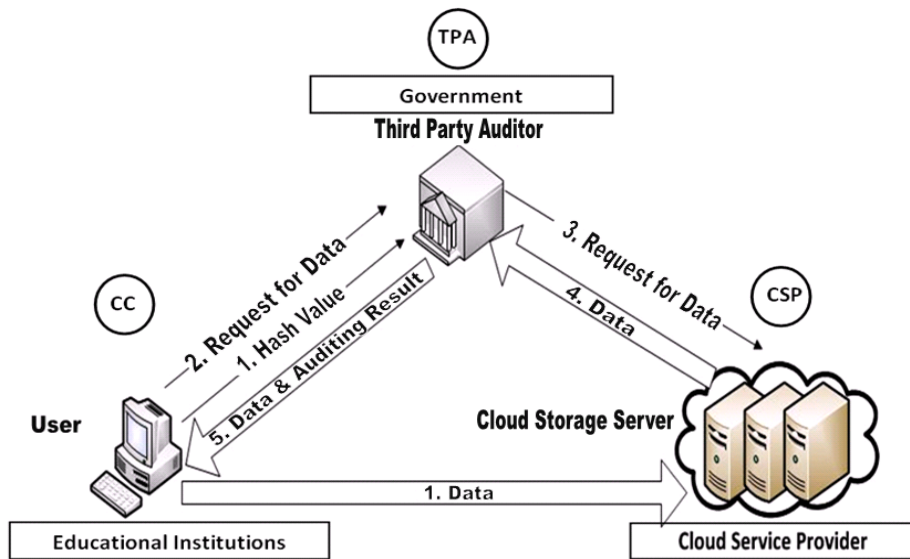 TPA
Government
Third Party Auditor
2. Request for Data
1. Hash Value
5. Data & Auditing Result
3. Request for Data
4. Data
CC
CSP
User
Cloud Storage Server
1. Data
Educational Institutions
Cloud Service Provider